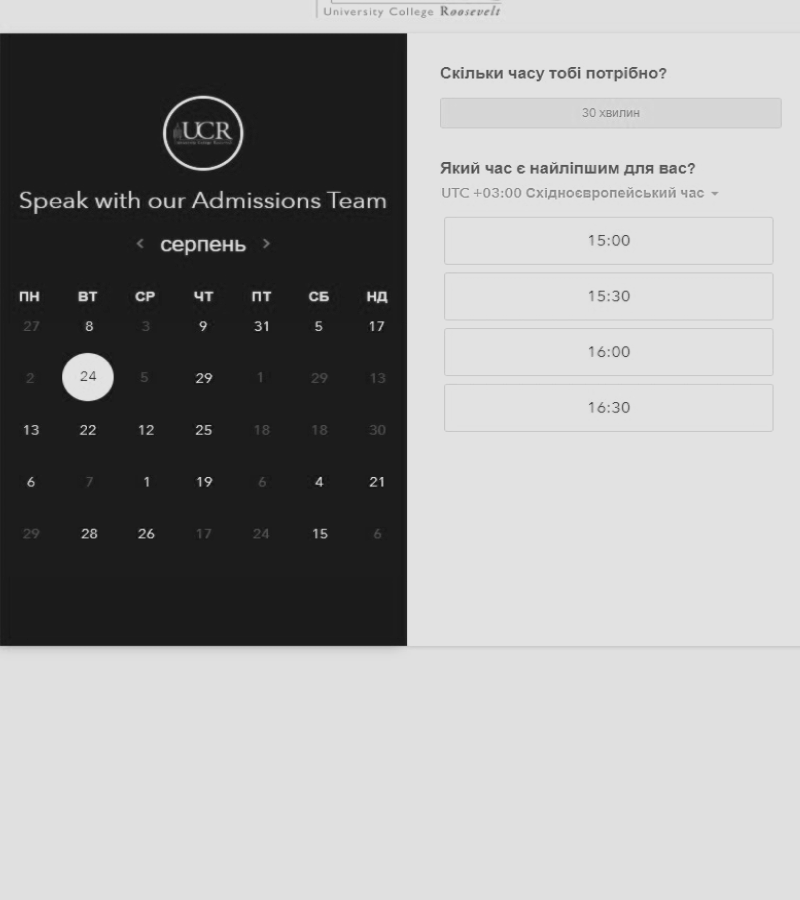 University College Roosevelt
UCR
Speak with our Admissions Team
< серпень >
ПН ВТ СР ЧТ ПТ СБ НД
27 8 3 9 31 5 17
2 24 5 29 1 29 13
13 22 12 25 18 18 30
6 7 1 19 6 4 21
29 28 26 17 24 15 6
Скільки часу тобі потрібно?
30 хвилин
Який час є найліпшим для вас?
UTC +03:00 Східноєвропейський час
15:00
15:30
16:00
16:30